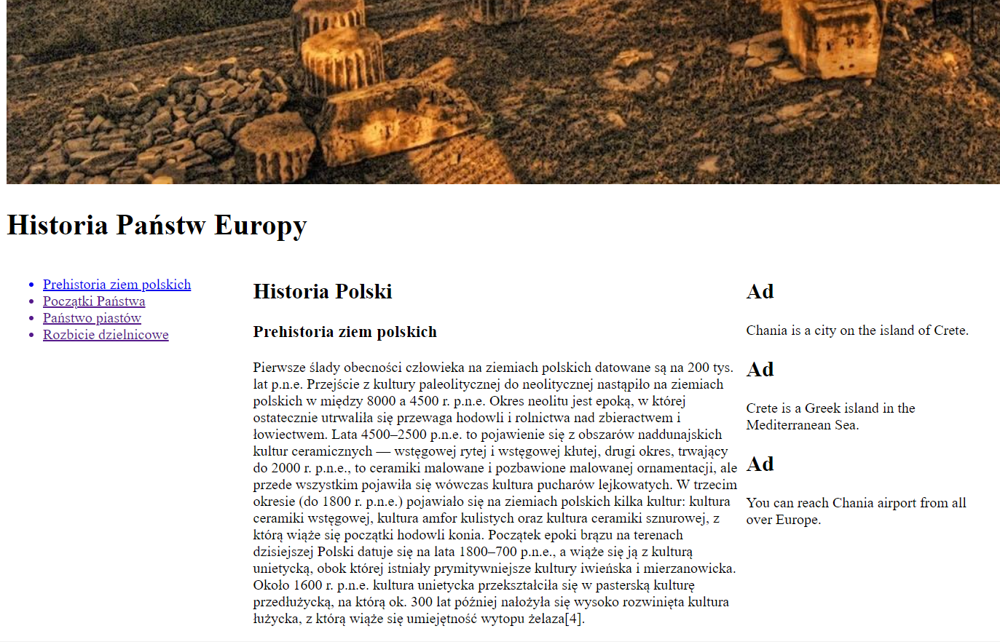 Historia Państw Europy
Prehistoria ziem polskich
Początki Państwa
Państwo piastów
Rozbicie dzielnicowe
Historia Polski
Prehistoria ziem polskich
Pierwsze ślady obecności człowieka na ziemiach polskich datowane są na 200 tys.
lat p.n.e. Przejście z kultury paleolitycznej do neolitycznej nastąpiło na ziemiach
polskich w między 8000 a 4500 r. p.n.e. Okres neolitu jest epoką, w której
ostatecznie utrwaliła się przewaga hodowli i rolnictwa nad zbieractwem i
łowiectwem. Lata 4500–2500 p.n.e. to pojawienie się z obszarów naddunajskich
kultur ceramicznych — wstęgowej rytej i wstęgowej kłutej, drugi okres, trwający
do 2000 r. p.n.e., to ceramiki malowane i pozbawione malowanej ornamentacji, ale
przede wszystkim pojawiła się wówczas kultura pucharów lejkowatych. W trzecim
okresie (do 1800 r. p.n.e.) pojawiało się na ziemiach polskich kilka kultur: kultura
ceramiki wstęgowej, kultura amfor kulistych oraz kultura ceramiki sznurowej, z
którą wiąże się początki hodowli konia. Początek epoki brązu na terenach
dzisiejszej Polski datuje się na lata 1800–700 p.n.e., a wiąże się ją z kulturą
unietycką, obok której istniały prymitywniejsze kultury iwieńska i mierzanowicka.
Około 1600 r. p.n.e. kultura unietycka przekształciła się w pasterską kulturę
przedłużycką, na którą ok. 300 lat później nałożyła się wysoko rozwinięta kultura
łużycka, z którą wiąże się umiejętność wytopu żelaza[4].
Ad
Chania is a city on the island of Crete.
Ad
Crete is a Greek island in the
Mediterranean Sea.
Ad
You can reach Chania airport from all
over Europe.